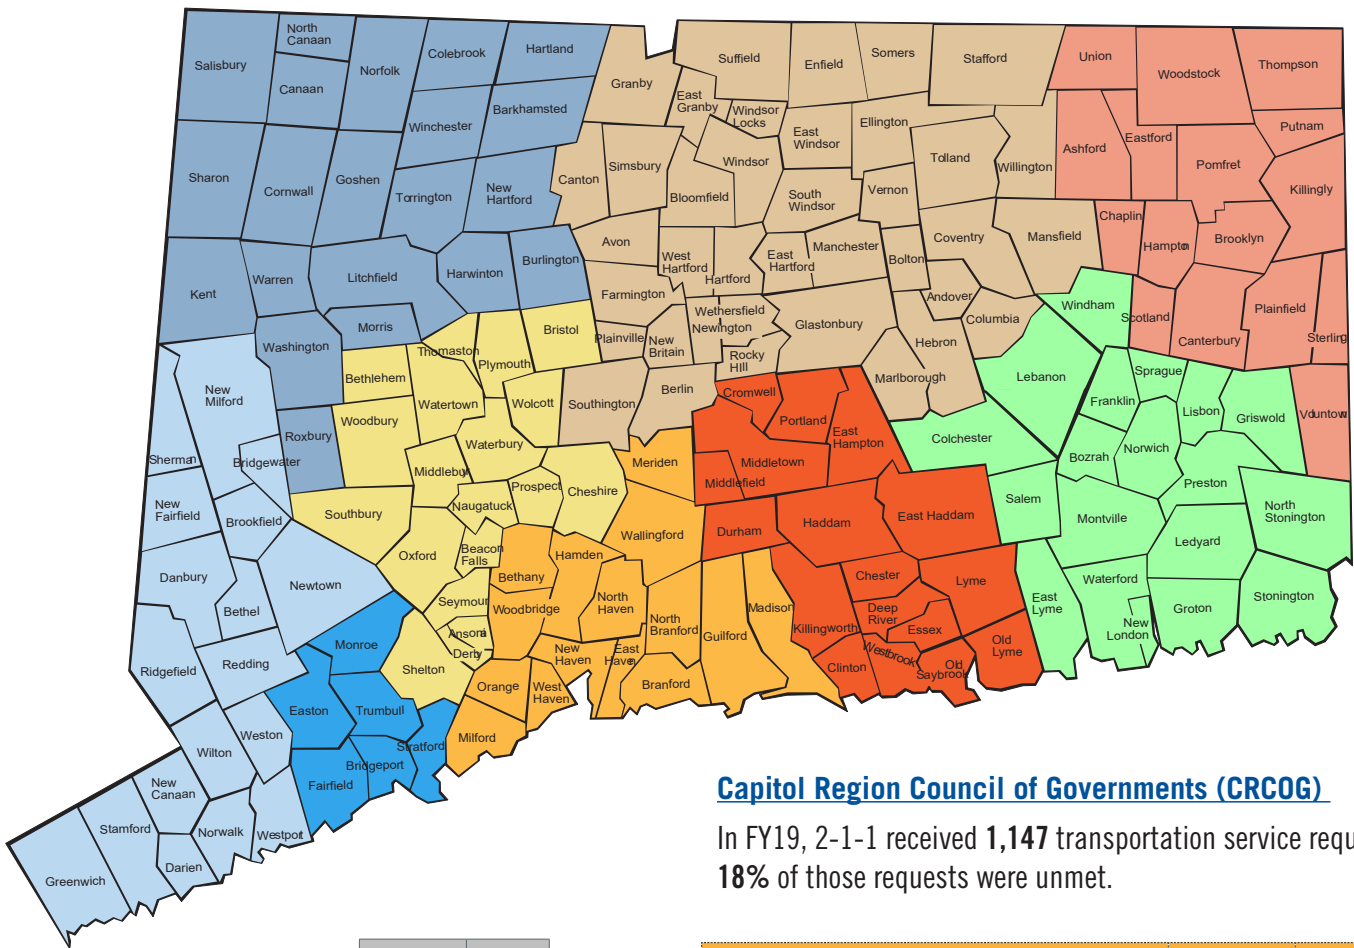 North
Canaan
Salisbury
Canaan
Norfolk
Colebrook
Hartland
Winchester
Barkhamsted
Granby
Suffield
East
Granby
Windsor
Locks
Enfield
Somers
Stafford
Union
Woodstock
Thompson
Sharon
Cornwall
Goshen
Torrington
New
Hartford
Canton
Simsbury
Bloomfield
Windsor
East
Windsor
Ellington
South
Windsor
Vernon
Tolland
Willington
Ashford
Eastford
Pomfret
Putnam
Killingly
Kent
Warren
Litchfield
Harwinton
Burlington
Avon
West
Hartford
Hartford
East
Hartford
Manchester
Bolton
Coventry
Mansfield
Chaplin
Hampton
Brooklyn
Farmington
Wethersfield
Newington
Andover
Columbia
Windham
Scotland
Canterbury
Plainfield
Sterling
Washington
Morris
Thomaston
Plymouth
Bristol
Plainville
New
Britain
Rocky
Hill
Glastonbury
Hebron
Marlborough
New
Milford
Bethlehem
Watertown
Wolcott
Southington
Berlin
Cromwell
Portland
East
Hampton
Lebanon
Franklin
Sprague
Lisbon
Griswold
Voluntown
Sherman
Bridgewater
Roxbury
Woodbury
Waterbury
Middlebury
Naugatuck
Prospect
Cheshire
Meriden
Middlefield
Middletown
Colchester
Bozrah
Norwich
Preston
North
Stonington
New
Fairfield
Brookfield
Southbury
Oxford
Beacon
Falls
Bethany
Hamden
Wallingford
Durham
Haddam
East Haddam
Salem
Montville
Ledyard
Danbury
Bethel
Newtown
Seymour
Woodbridge
North
Haven
North
Branford
Guilford
Madison
Killingworth
Chester
Deep
River
Essex
Lyme
East
Lyme
Waterford
New
London
Groton
Stonington
Ridgefield
Redding
Monroe
Shelton
Ansonia
Derby
Orange
New
Haven
West
Haven
East
Haven
Branford
Clinton
Westbrook
Old
Saybrook
Old
Lyme
Easton
Trumbull
Stratford
Milford
Wilton
Weston
Fairfield
Bridgeport
New
Canaan
Stamford
Norwalk
Westport
Darien
Greenwich
Capitol Region Council of Governments (CRCOG)
In FY19, 2-1-1 received 1,147 transportation service requ
18% of those requests were unmet.